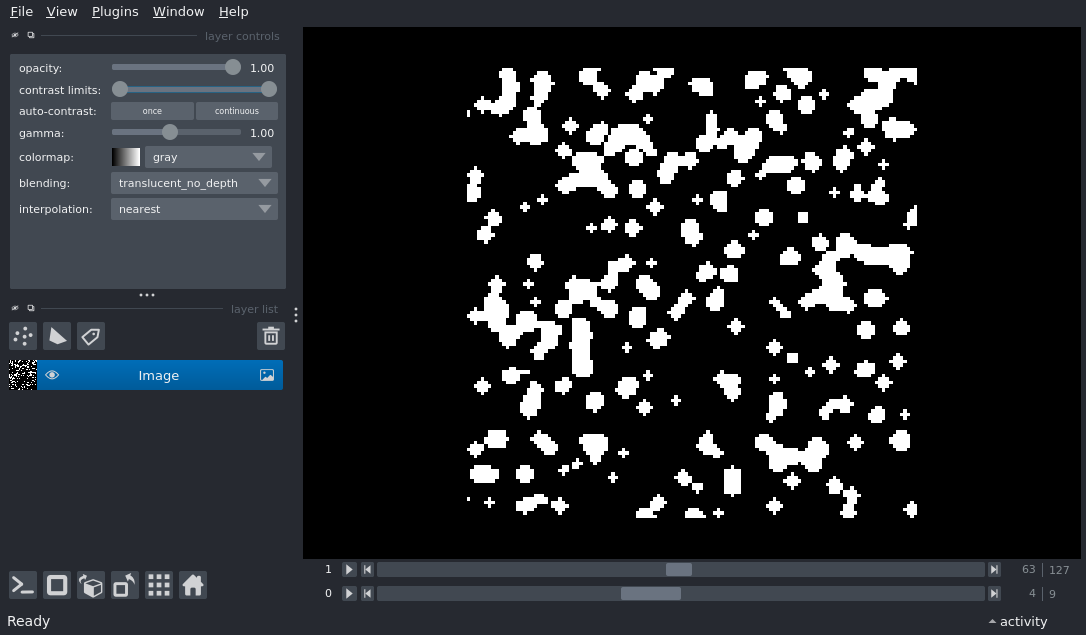 File View Plugins Window Help
layer controls
opacity: 1.00
contrast limits:
auto-contrast: once continuous
gamma: 1.00
colormap: gray
blending: translucent_no_depth
interpolation: nearest
layer list
Image
1 63 127
0 4 9
Ready activity